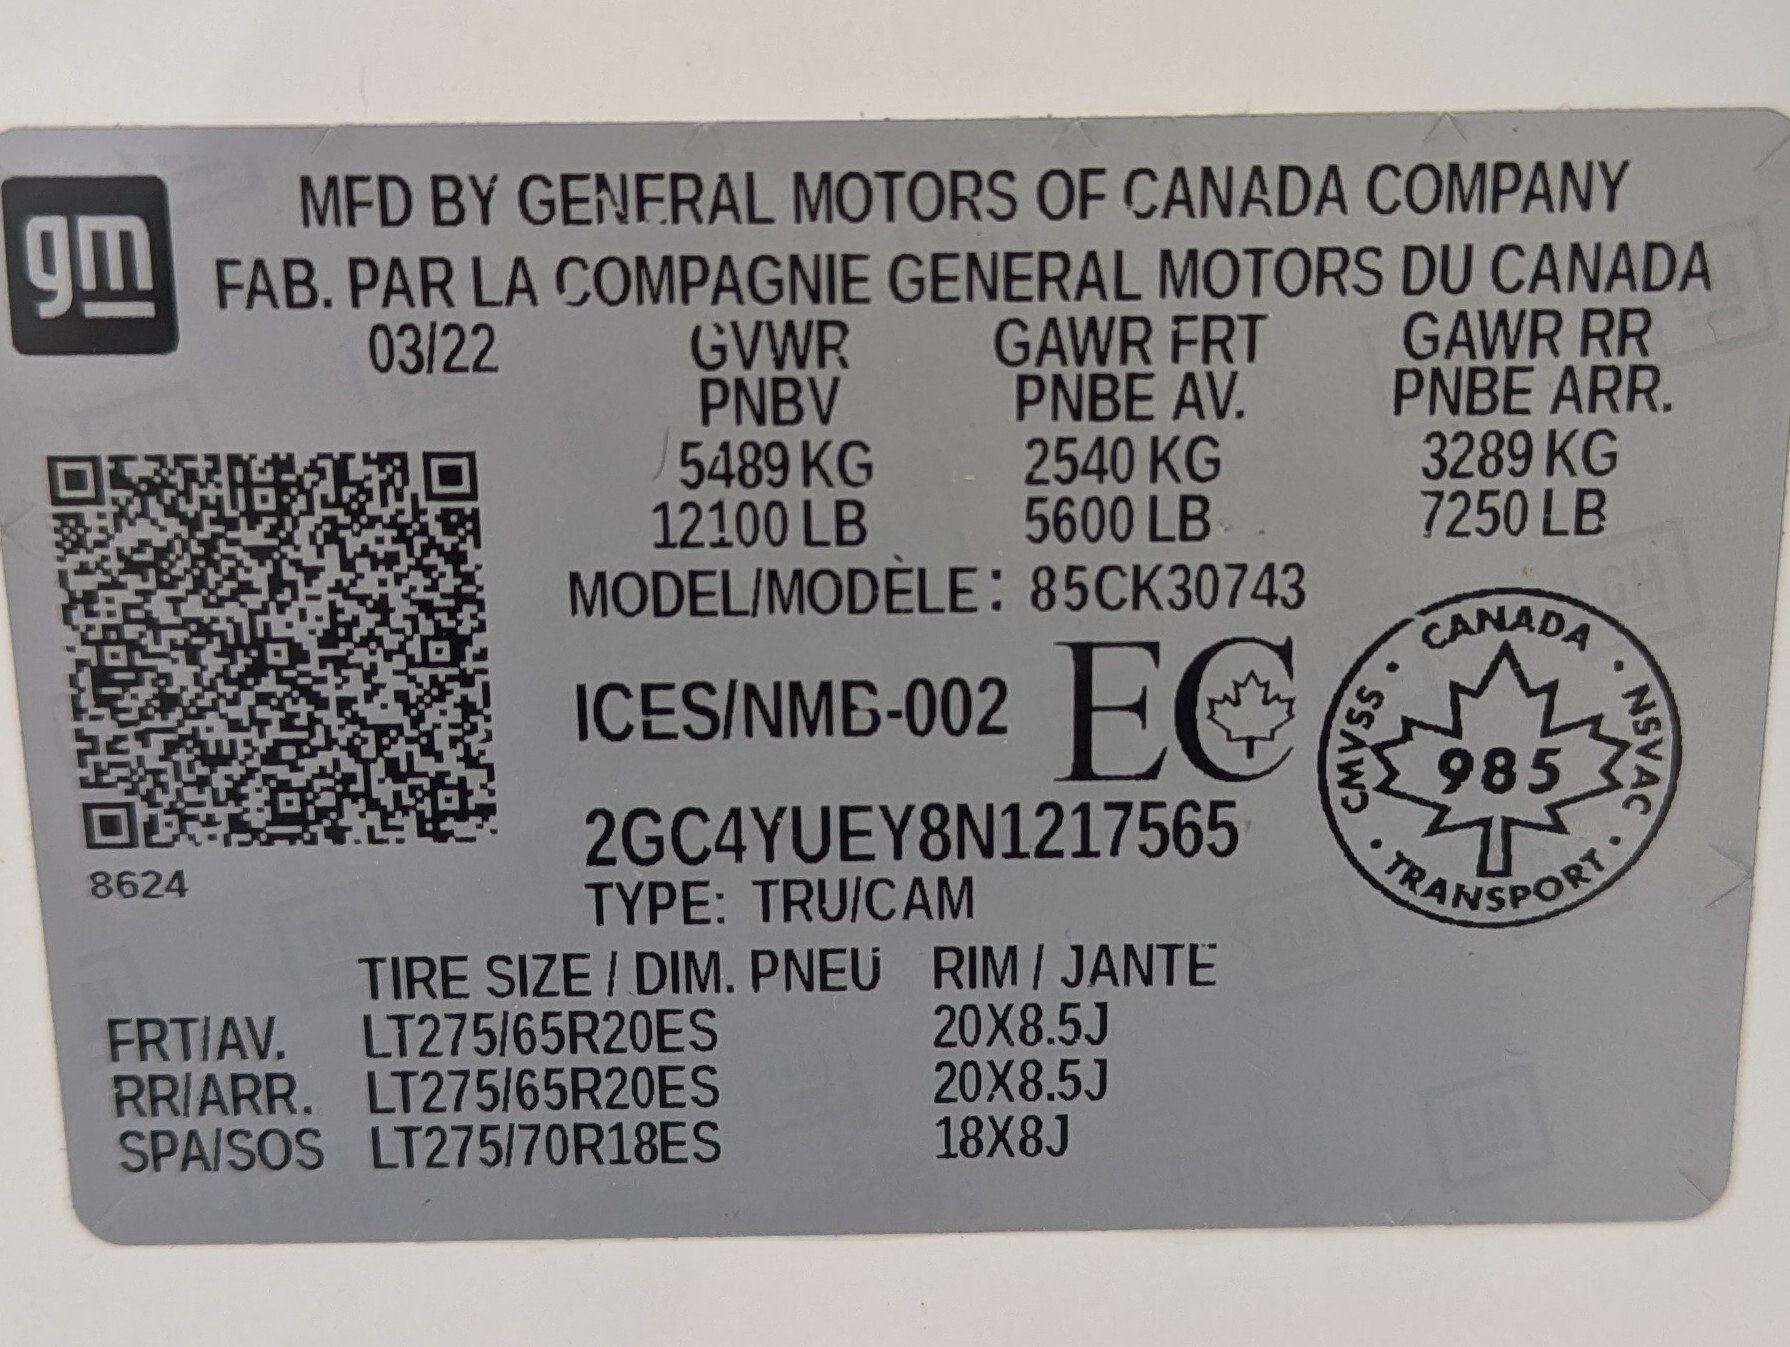 gm
MFD BY GENERAL MOTORS OF CANADA COMPANY
FAB. PAR LA COMPAGNIE GENERAL MOTORS DU CANADA
03/22 GVWR GAWR FRT GAWR RR
PNBV PNBE AV. PNBE ARR.
5489 KG 2540 KG 3289 KG
12100 LB 5600 LB 7250 LB
MODEL/MODÈLE: 85CK30743
ICES/NMB-002 EC
CANADA
CMVSS 985 NSVAC
TRANSPORT
2GC4YUEY8N1217565
8624
TYPE: TRU/CAM
TIRE SIZE / DIM. PNEU RIM / JANTE
FRT/AV. LT275/65R20ES 20X8.5J
RR/ARR. LT275/65R20ES 20X8.5J
SPA/SOS LT275/70R18ES 18X8J